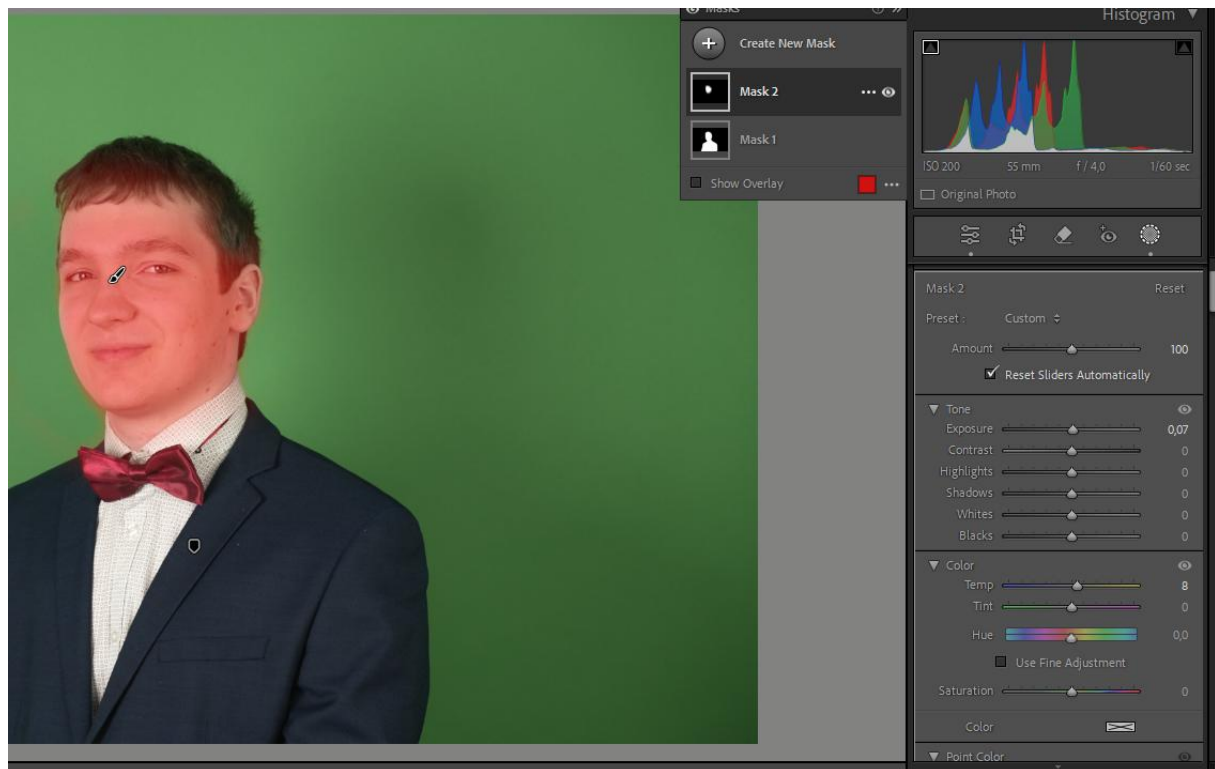 Masks
Create New Mask
Mask 2
Mask 1
Show Overlay
Histogram
ISO 200 55 mm f / 4,0 1/60 sec
Original Photo
Mask 2 Reset
Preset : Custom
Amount 100
Reset Sliders Automatically
Tone
Exposure 0,07
Contrast 0
Highlights 0
Shadows 0
Whites 0
Blacks 0
Color
Temp 8
Tint 0
Hue 0,0
Use Fine Adjustment
Saturation 0
Color
Point Color